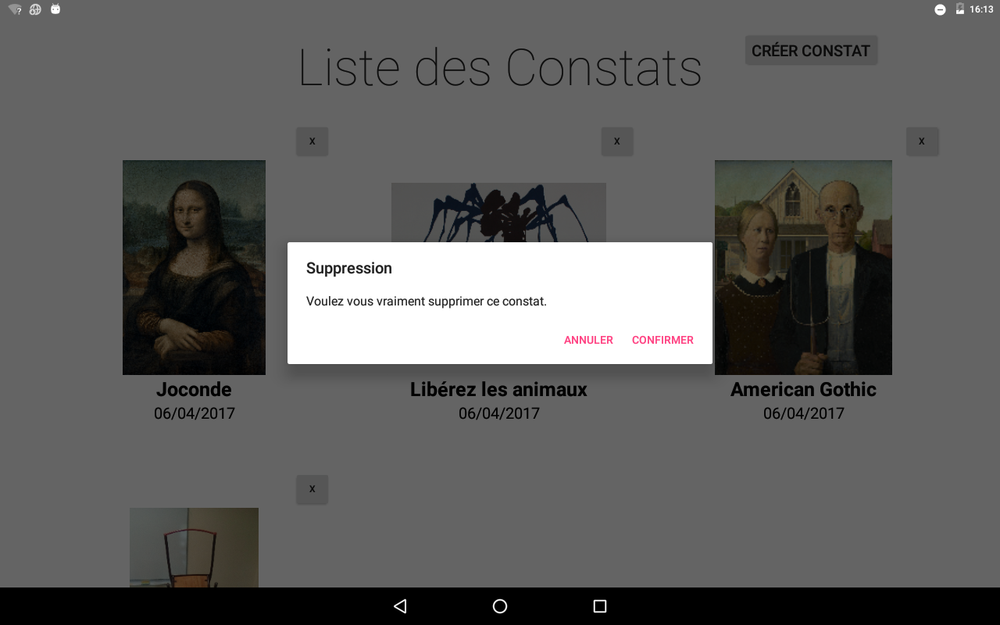 16:13
Liste des Constats
CRÉER CONSTAT
X
X
X
Suppression
Voulez vous vraiment supprimer ce constat.
ANNULER CONFIRMER
Joconde
Libérez les animaux
American Gothic
06/04/2017
06/04/2017
06/04/2017
X